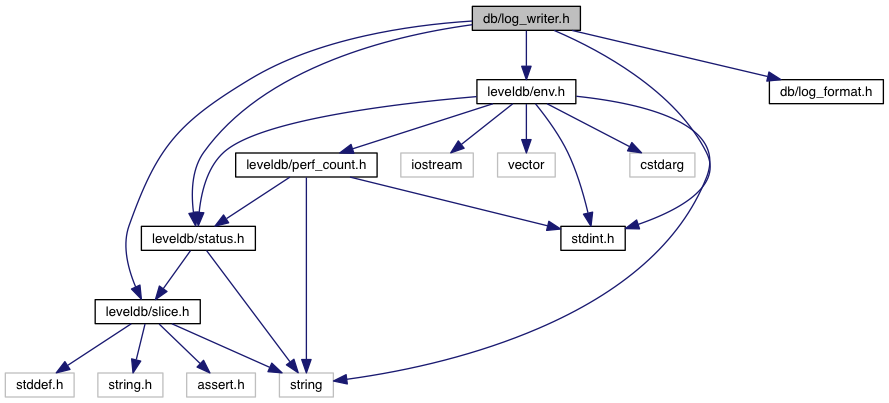 db/log_writer.h
leveldb/env.h
db/log_format.h
leveldb/perf_count.h
iostream
vector
cstdarg
leveldb/status.h
stdint.h
leveldb/slice.h
stddef.h
string.h
assert.h
string